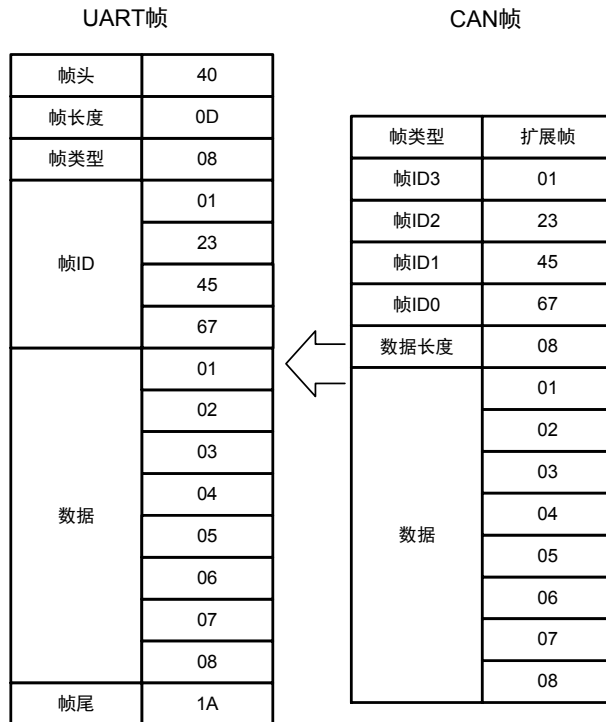 UART帧
帧头 40
帧长度 0D
帧类型 08
帧ID 01
23
45
67
数据 01
02
03
04
05
06
07
08
帧尾 1A
CAN帧
帧类型 扩展帧
帧ID3 01
帧ID2 23
帧ID1 45
帧ID0 67
数据长度 08
数据 01
02
03
04
05
06
07
08